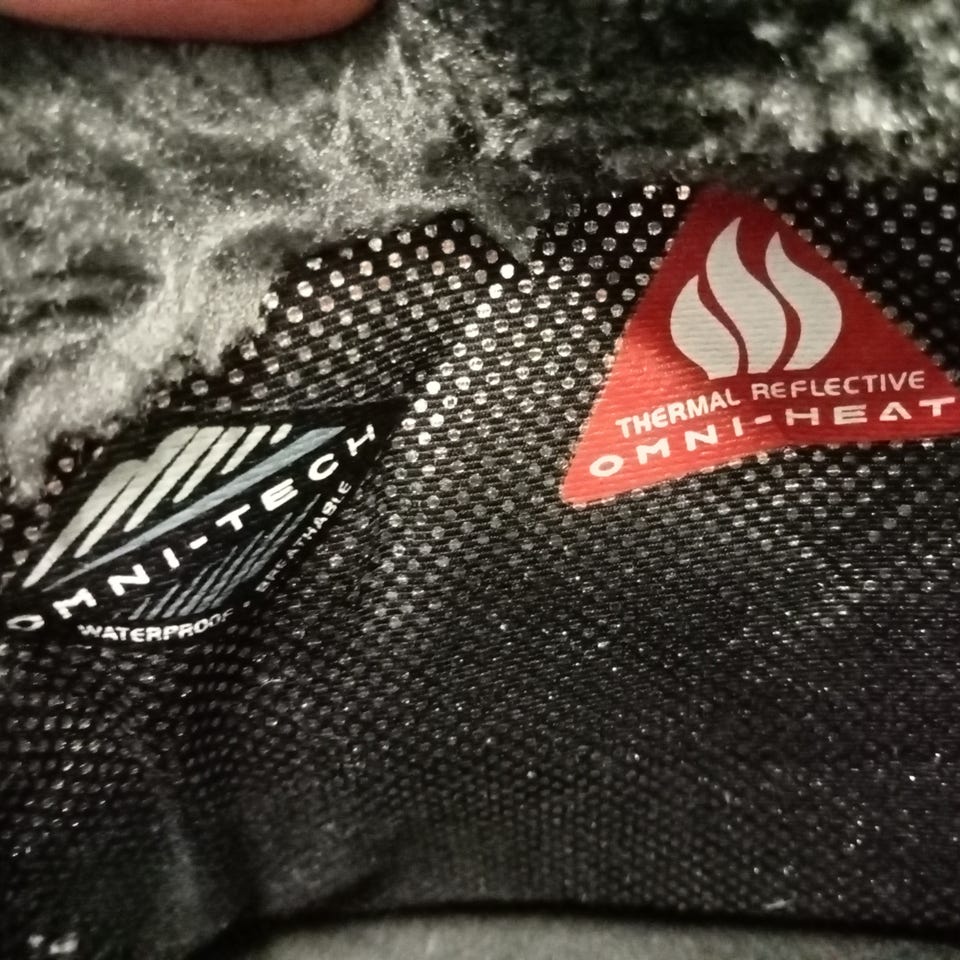 THERMAL REFLECTIVE
OMNI-HEAT
OMNI-TECH
WATERPROOF • BREATHABLE